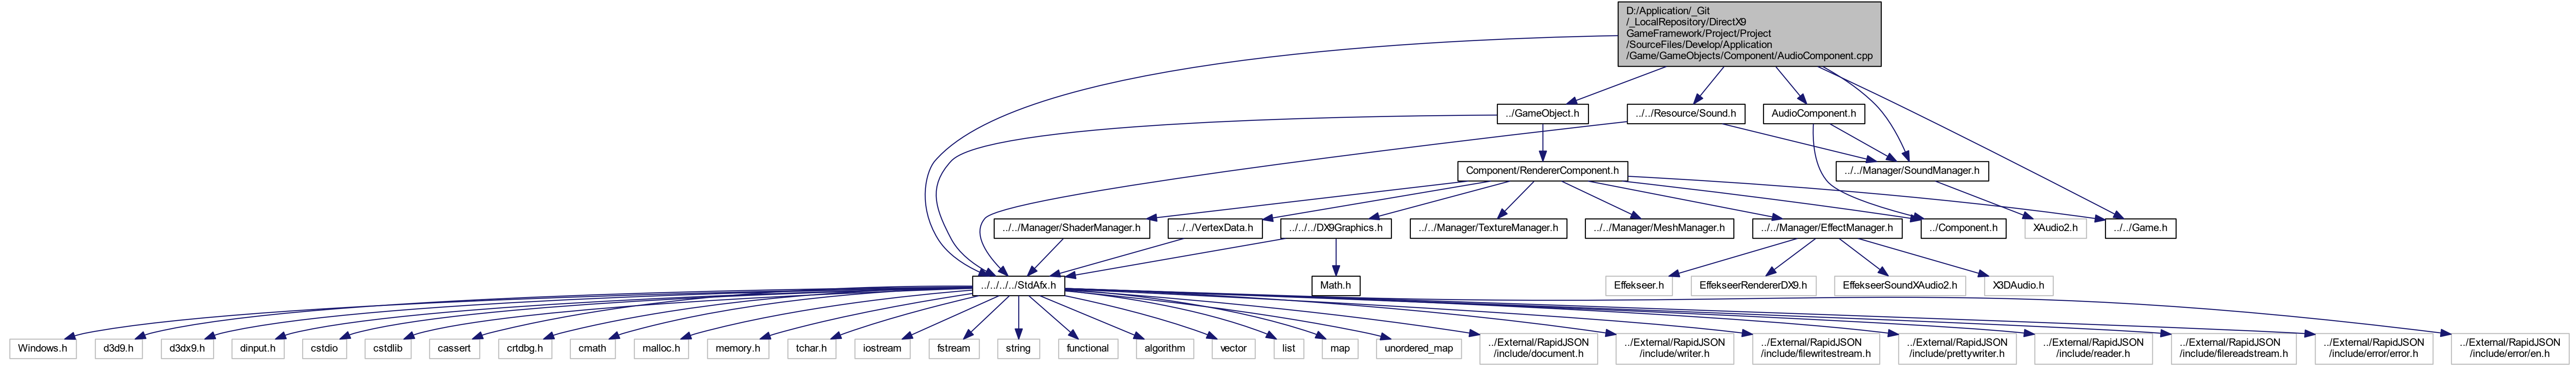 D:/Application/_Git
/_LocalRepository/DirectX9
GameFramework/Project/Project
/SourceFiles/Develop/Application
/Game/GameObjects/Component/AudioComponent.cpp
../GameObject.h
../../Resource/Sound.h
AudioComponent.h
Component/RendererComponent.h
../../Manager/SoundManager.h
../../Manager/ShaderManager.h
../../VertexData.h
../../../DX9Graphics.h
../../Manager/TextureManager.h
../../Manager/MeshManager.h
../../Manager/EffectManager.h
../Component.h
XAudio2.h
../../Game.h
../../../../../StdAfx.h
Math.h
Effekseer.h
EffekseerRendererDX9.h
EffekseerSoundXAudio2.h
X3DAudio.h
Windows.h
d3d9.h
d3dx9.h
dinput.h
cstdio
cstdlib
cassert
crtdbg.h
cmath
malloc.h
memory.h
tchar.h
iostream
fstream
string
functional
algorithm
vector
list
map
unordered_map
../External/RapidJSON
/include/document.h
../External/RapidJSON
/include/writer.h
../External/RapidJSON
/include/filewritestream.h
../External/RapidJSON
/include/prettywriter.h
../External/RapidJSON
/include/reader.h
../External/RapidJSON
/include/filereadstream.h
../External/RapidJSON
/include/error/error.h
../External/RapidJSON
/include/error/en.h